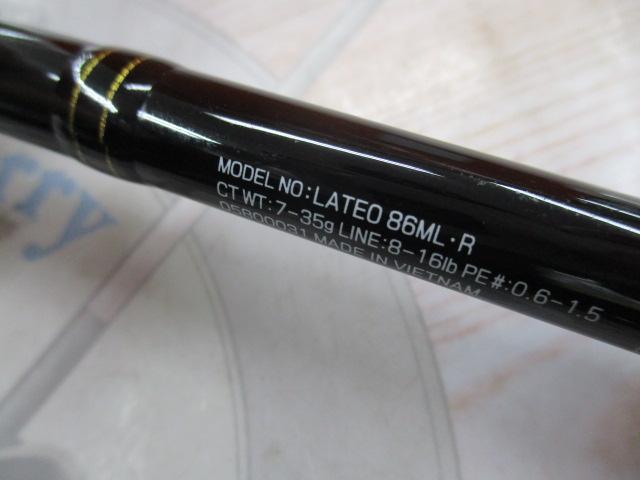 MODEL NO:LATEO 86ML·R
CT WT:7-35g LINE:8-16lb PE#:0.6-1.5
05800031 MADE IN VIETNAM
rry